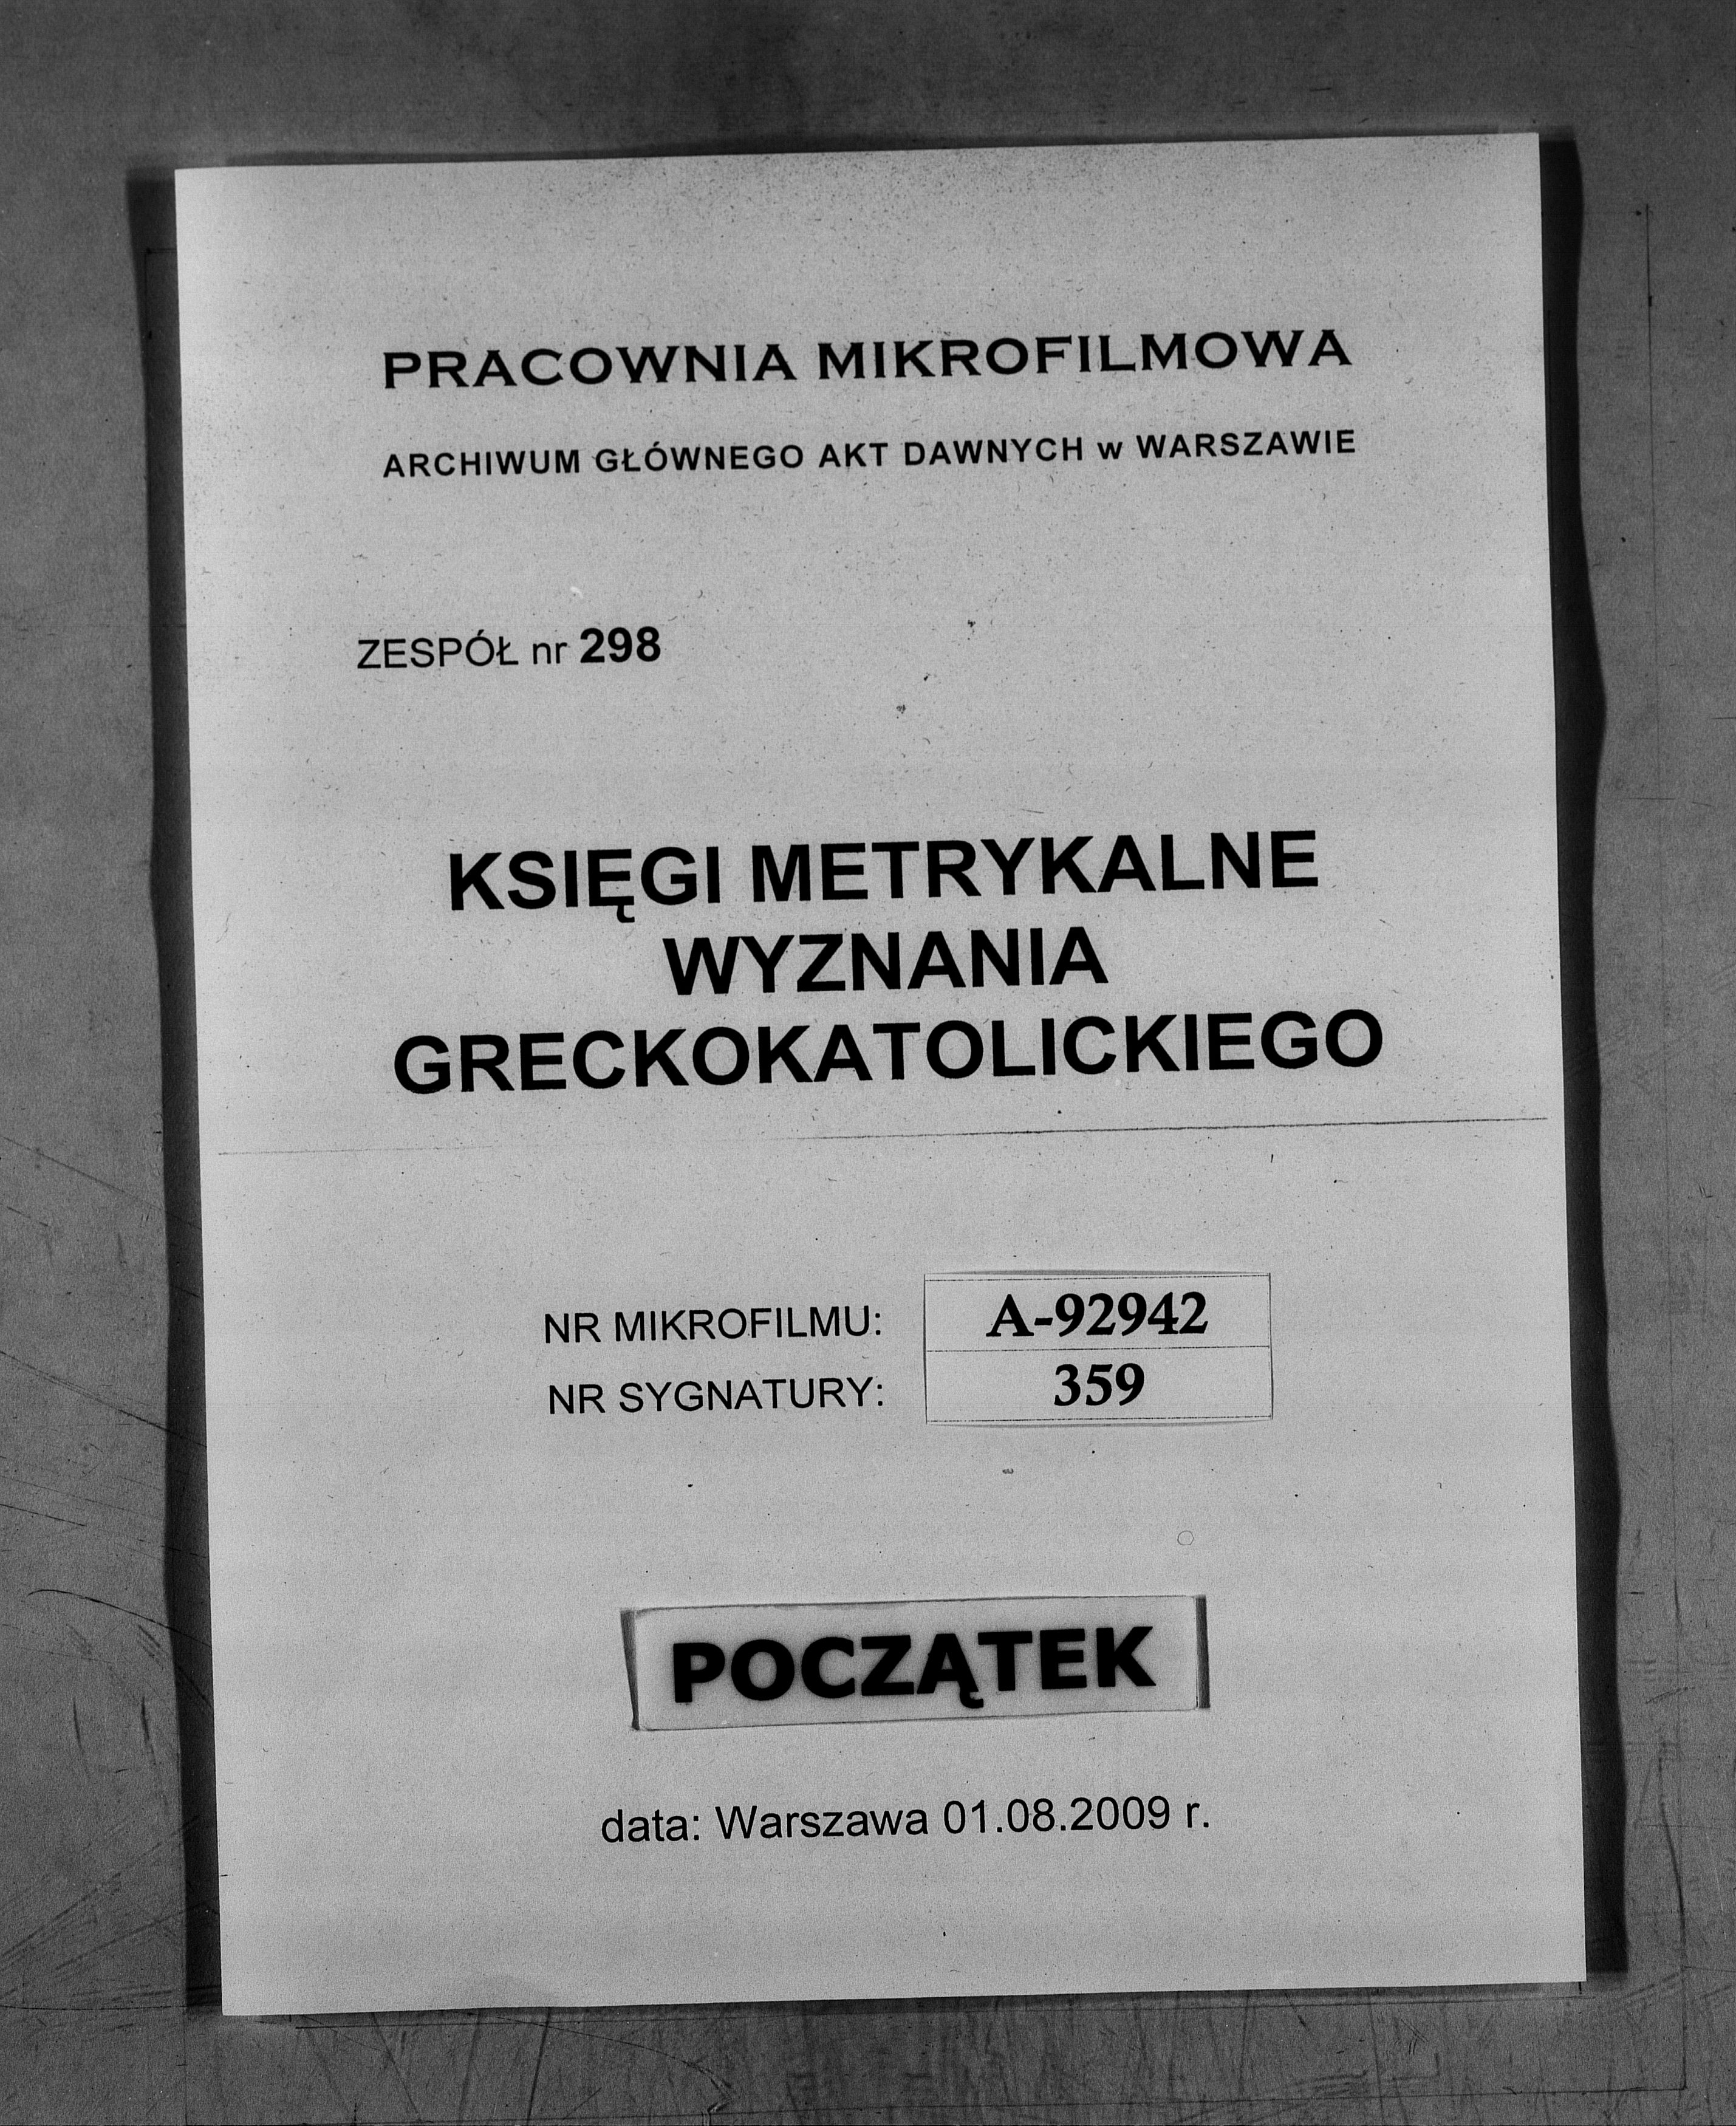 PRACOWNIA MIKROFILMOWA
ARCHIWUM GŁÓWNEGO AKT DAWNYCH w WARSZAWIE
ZESPÓŁ nr 298
KSIĘGI METRYKALNE
WYZNANIA
GRECKOKATOLICKIEGO
NR MIKROFILMU: A-92942
NR SYGNATURY: 359
POCZĄTEK
data: Warszawa 01.08.2009 r.